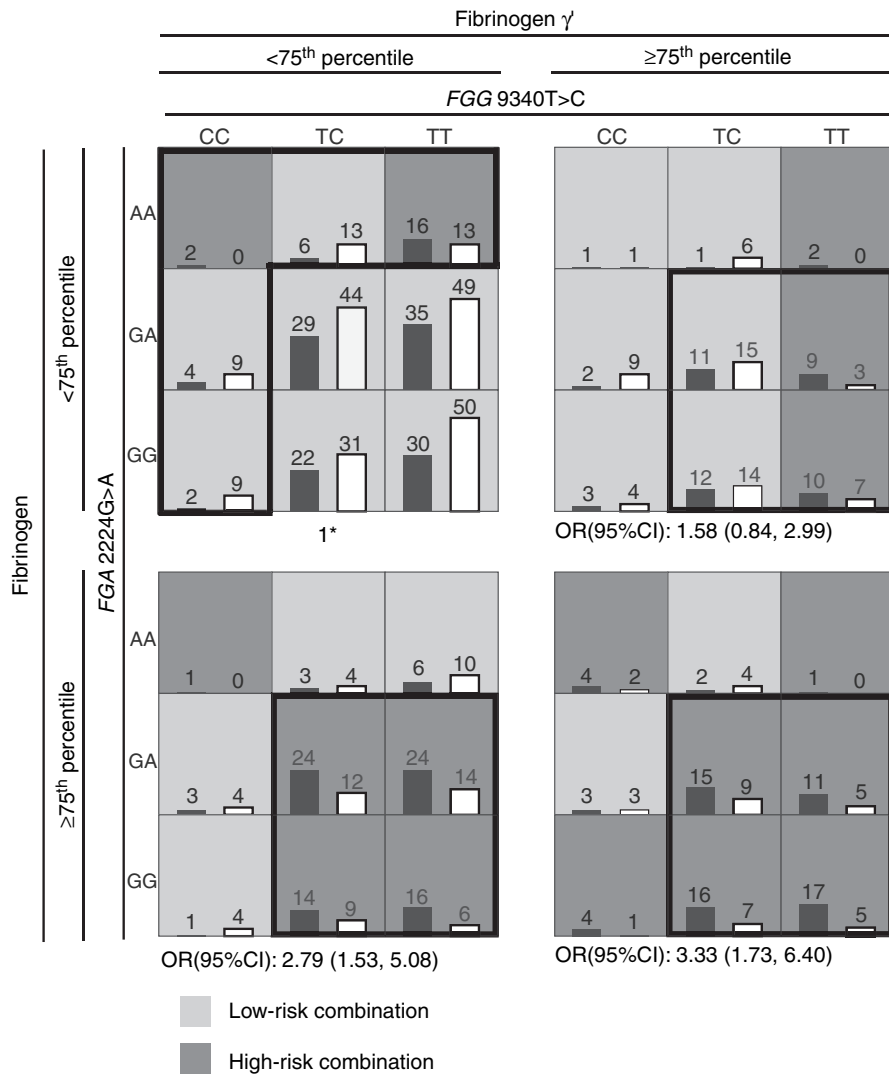 Fibrinogen γ'
<75th percentile ≥75th percentile
FGG 9340T>C
CC TC TT CC TC TT
Fibrinogen
<75th percentile
FGA 2224G>A
AA 2 0 6 13 16 13 1 1 1 6 2 0
GA 4 9 29 44 35 49 2 9 11 15 9 3
GG 2 9 22 31 30 50 3 4 12 14 10 7
1* OR(95%CI): 1.58 (0.84, 2.99)
≥75th percentile
AA 1 0 3 4 6 10 4 2 2 4 1 0
GA 3 4 24 12 24 14 3 3 15 9 11 5
GG 1 4 14 9 16 6 4 1 16 7 17 5
OR(95%CI): 2.79 (1.53, 5.08) OR(95%CI): 3.33 (1.73, 6.40)
Low-risk combination
High-risk combination